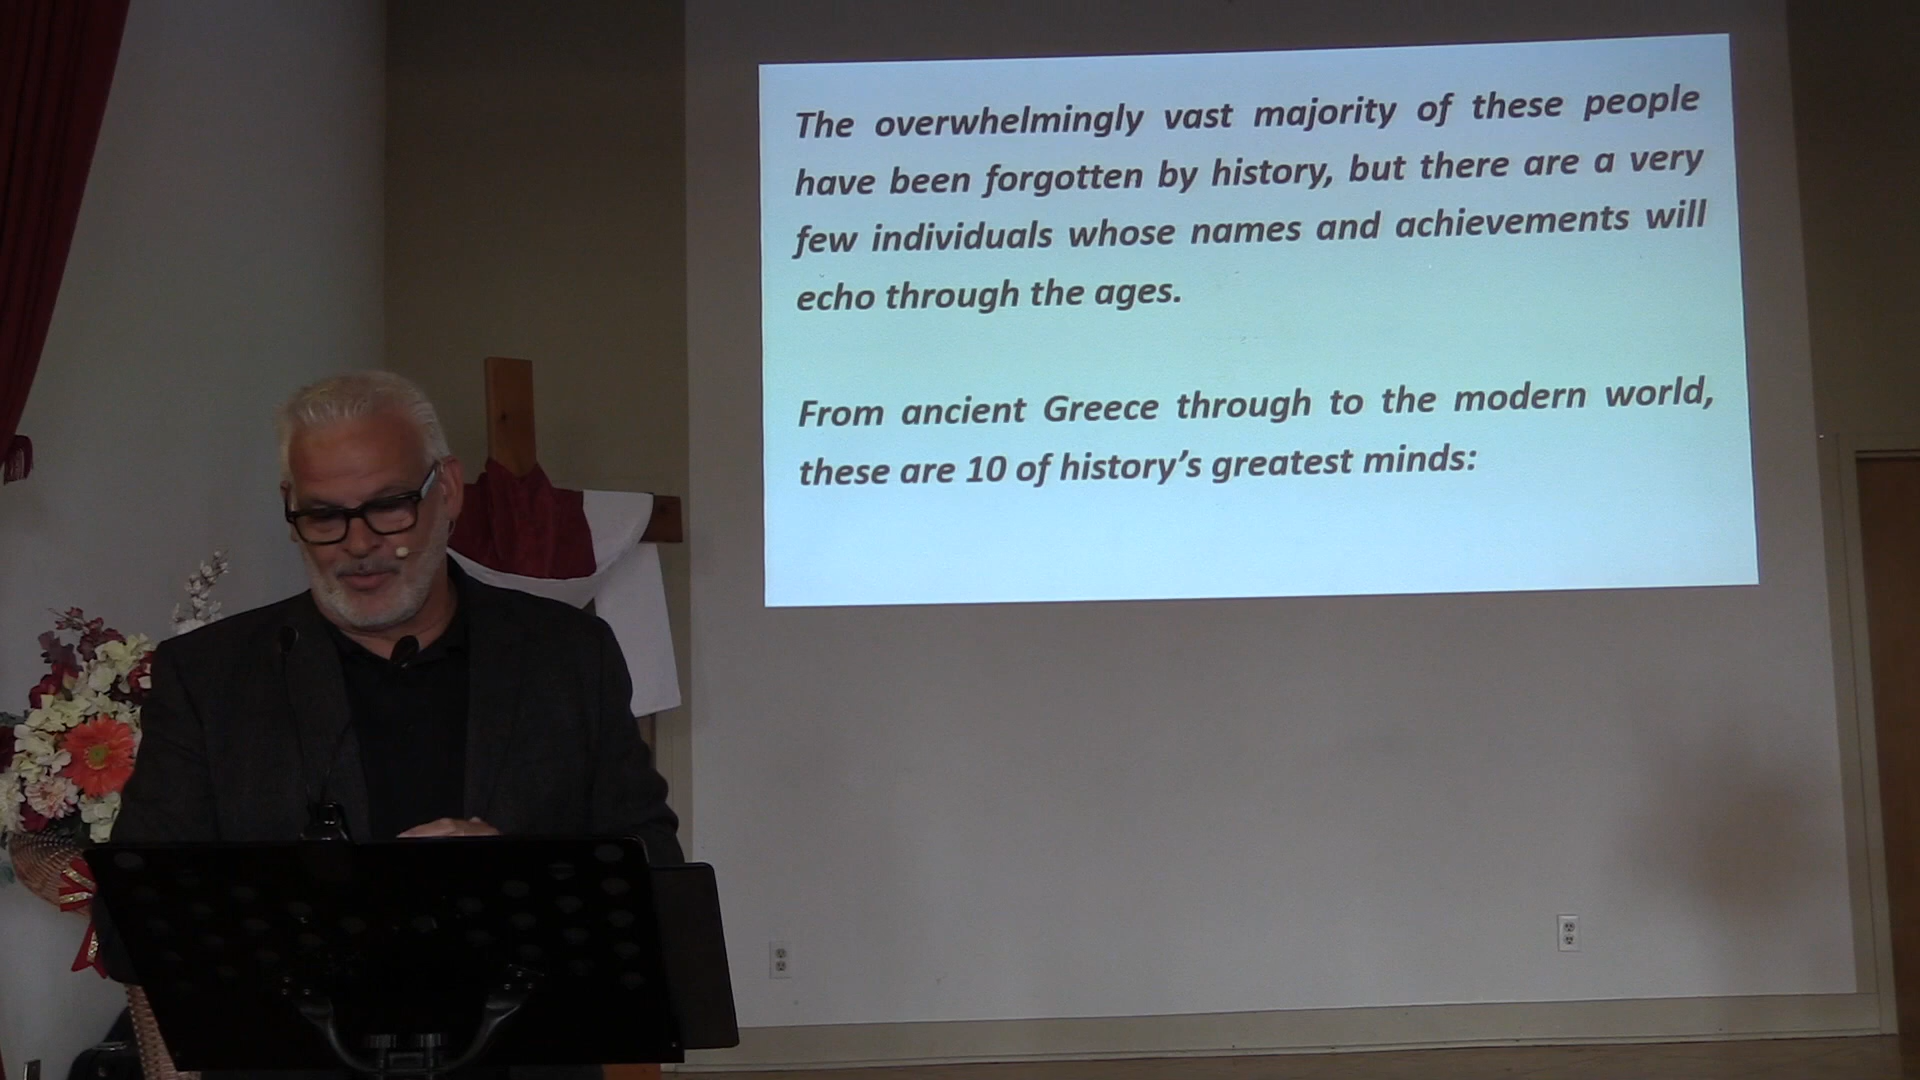 The overwhelmingly vast majority of these people
have been forgotten by history, but there are a very
few individuals whose names and achievements will
echo through the ages.
From ancient Greece through to the modern world,
these are 10 of history’s greatest minds: